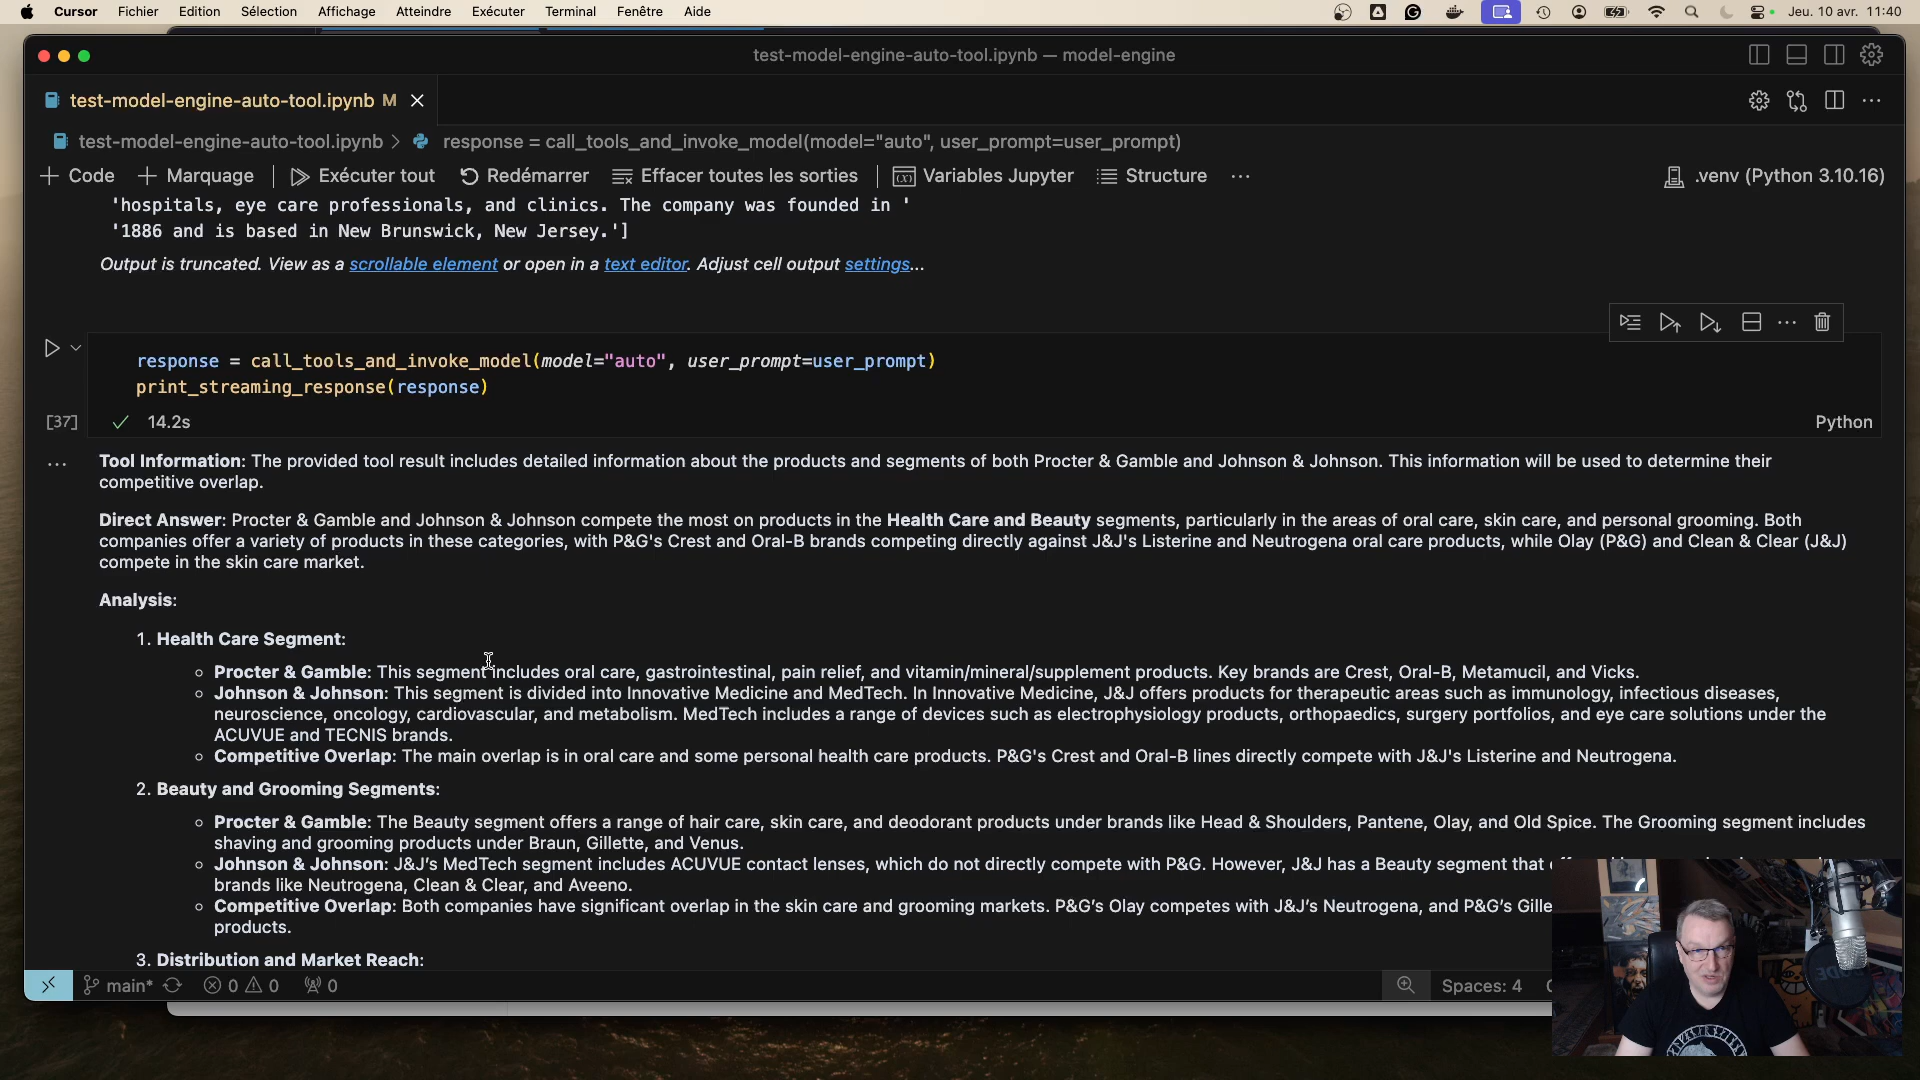 Cursor Fichier Edition Sélection Affichage Atteindre Exécuter Terminal Fenêtre Aide Jeu. 10 avr. 11:40
test-model-engine-auto-tool.ipynb — model-engine
test-model-engine-auto-tool.ipynb M
test-model-engine-auto-tool.ipynb > response = call_tools_and_invoke_model(model="auto", user_prompt=user_prompt)
+ Code + Marquage Exécuter tout Redémarrer Effacer toutes les sorties Variables Jupyter Structure ... .venv (Python 3.10.16)
'hospitals, eye care professionals, and clinics. The company was founded in '
'1886 and is based in New Brunswick, New Jersey.']
Output is truncated. View as a scrollable element or open in a text editor. Adjust cell output settings...
response = call_tools_and_invoke_model(model="auto", user_prompt=user_prompt)
print_streaming_response(response)
[37] 14.2s Python
Tool Information: The provided tool result includes detailed information about the products and segments of both Procter & Gamble and Johnson & Johnson. This information will be used to determine their
competitive overlap.
Direct Answer: Procter & Gamble and Johnson & Johnson compete the most on products in the Health Care and Beauty segments, particularly in the areas of oral care, skin care, and personal grooming. Both
companies offer a variety of products in these categories, with P&G's Crest and Oral-B brands competing directly against J&J's Listerine and Neutrogena oral care products, while Olay (P&G) and Clean & Clear (J&J)
compete in the skin care market.
Analysis:
1. Health Care Segment:
Procter & Gamble: This segment includes oral care, gastrointestinal, pain relief, and vitamin/mineral/supplement products. Key brands are Crest, Oral-B, Metamucil, and Vicks.
Johnson & Johnson: This segment is divided into Innovative Medicine and MedTech. In Innovative Medicine, J&J offers products for therapeutic areas such as immunology, infectious diseases,
neuroscience, oncology, cardiovascular, and metabolism. MedTech includes a range of devices such as electrophysiology products, orthopaedics, surgery portfolios, and eye care solutions under the
ACUVUE and TECNIS brands.
Competitive Overlap: The main overlap is in oral care and some personal health care products. P&G's Crest and Oral-B lines directly compete with J&J's Listerine and Neutrogena.
2. Beauty and Grooming Segments:
Procter & Gamble: The Beauty segment offers a range of hair care, skin care, and deodorant products under brands like Head & Shoulders, Pantene, Olay, and Old Spice. The Grooming segment includes
shaving and grooming products under Braun, Gillette, and Venus.
Johnson & Johnson: J&J's MedTech segment includes ACUVUE contact lenses, which do not directly compete with P&G. However, J&J has a Beauty segment that
brands like Neutrogena, Clean & Clear, and Aveeno.
Competitive Overlap: Both companies have significant overlap in the skin care and grooming markets. P&G's Olay competes with J&J's Neutrogena, and P&G's Gille
products.
3. Distribution and Market Reach:
main* 0 0 0 Spaces: 4